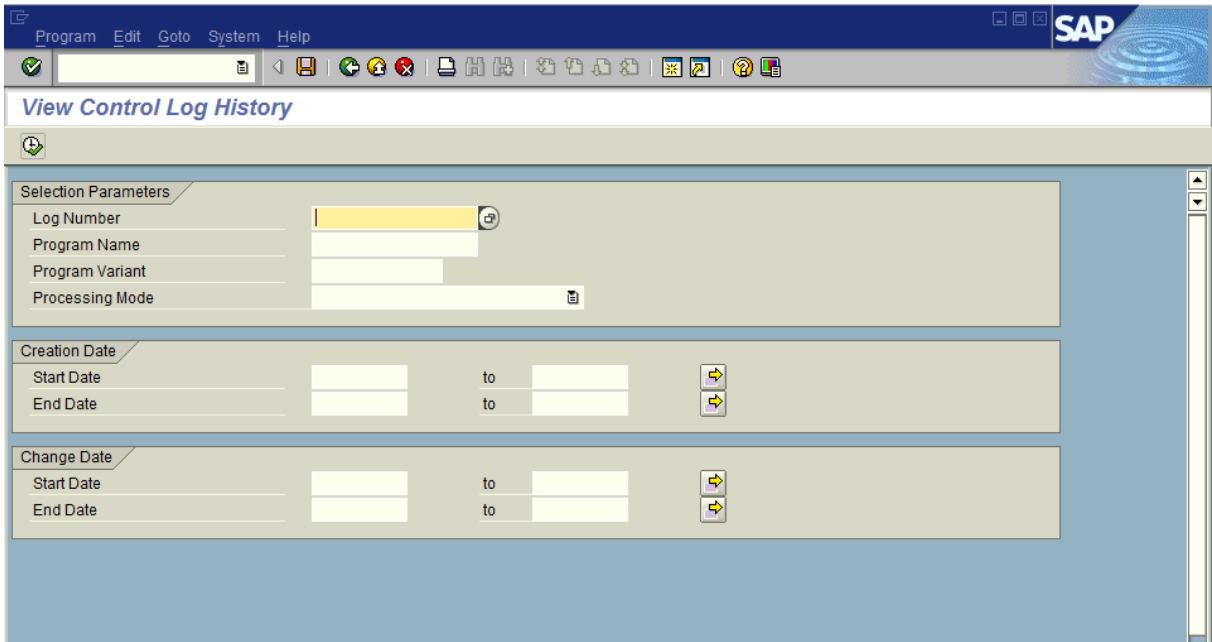 Program Edit Goto System Help
SAP
View Control Log History
Selection Parameters
Log Number
Program Name
Program Variant
Processing Mode
Creation Date
Start Date to
End Date to
Change Date
Start Date to
End Date to